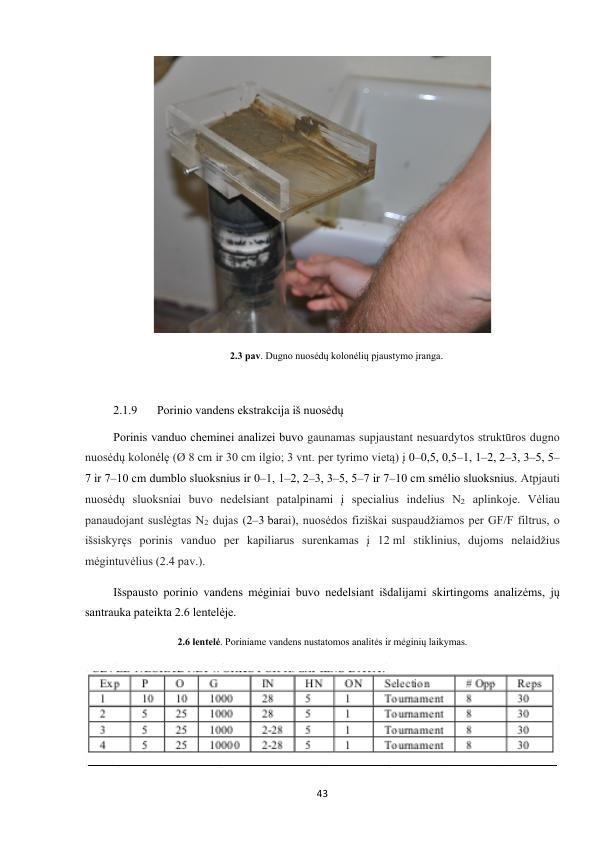 2.3 pav. Dugno nuosėdų kolonėlių pjaustymo įranga.
2.1.9 Porinio vandens ekstrakcija iš nuosėdų
Porinis vanduo cheminei analizei buvo gaunamas supjaustant nesuardytos struktūros dugno
nuosėdų kolonėlę (Ø 8 cm ir 30 cm ilgio; 3 vnt. per tyrimo vietą) į 0–0,5, 0,5–1, 1–2, 2–3, 3–5, 5–
7 ir 7–10 cm dumblo sluoksnius ir 0–1, 1–2, 2–3, 3–5, 5–7 ir 7–10 cm smėlio sluoksnius. Atpjauti
nuosėdų sluoksniai buvo nedelsiant patalpinami į specialius indelius N₂ aplinkoje. Vėliau
panaudojant suslėgtas N₂ dujas (2–3 barai), nuosėdos fiziškai suspaudžiamos per GF/F filtrus, o
išsiskyręs porinis vanduo per kapiliarus surenkamas į 12 ml stiklinius, dujoms nelaidžius
mėgintuvėlius (2.4 pav.).
Išspausto porinio vandens mėginiai buvo nedelsiant išdalijami skirtingoms analizėms, jų
santrauka pateikta 2.6 lentelėje.
2.6 lentelė. Poriniame vandens nustatomos analitės ir mėginių laikymas.
Exp P O G IN HN ON Selection # Opp Reps
1 10 10 1000 28 5 1 Tournament 8 30
2 5 25 1000 28 5 1 Tournament 8 30
3 5 25 1000 2-28 5 1 Tournament 8 30
4 5 25 10000 2-28 5 1 Tournament 8 30
43